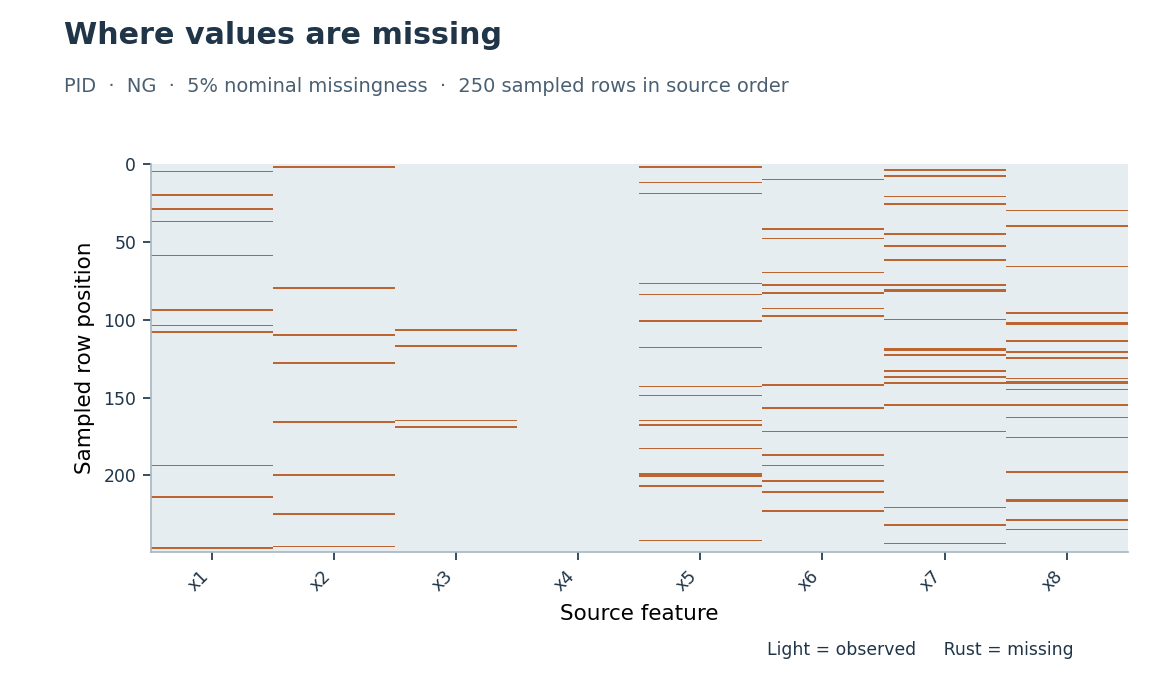 Where values are missing
PID · NG · 5% nominal missingness · 250 sampled rows in source order
0
50
100
150
200
Sampled row position
x1 x2 x3 x4 x5 x6 x7 x8
Source feature
Light = observed Rust = missing